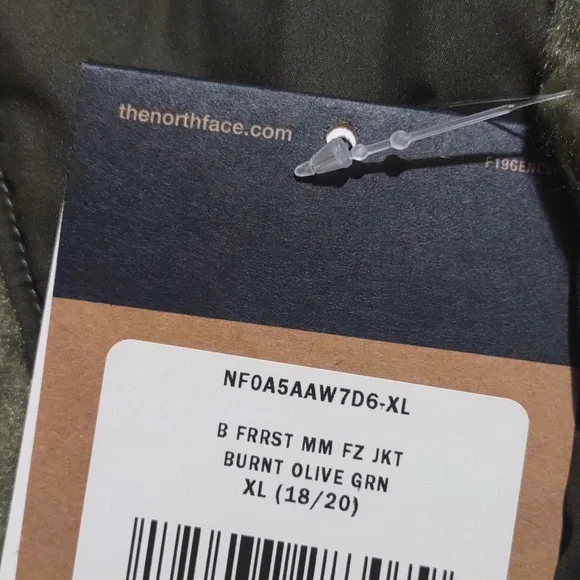 thenorthface.com
NF0A5AAW7D6-XL
B FRRST MM FZ JKT
BURNT OLIVE GRN
XL (18/20)